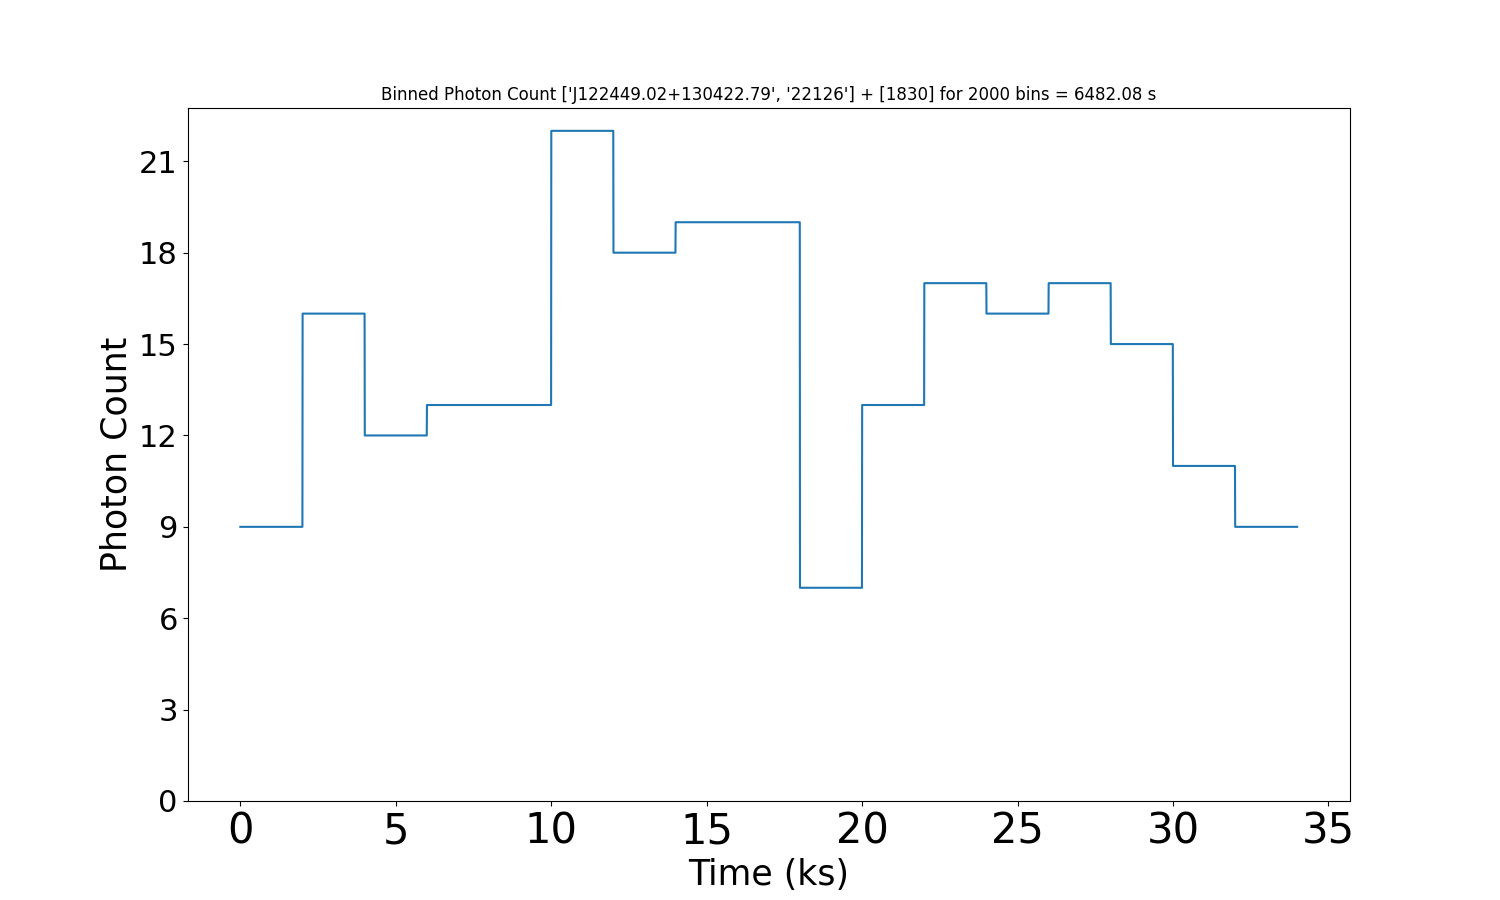 Binned Photon Count ['J122449.02+130422.79', '22126'] + [1830] for 2000 bins = 6482.08 s
21
18
15
12
9
6
3
0
Photon Count
0 5 10 15 20 25 30 35
Time (ks)